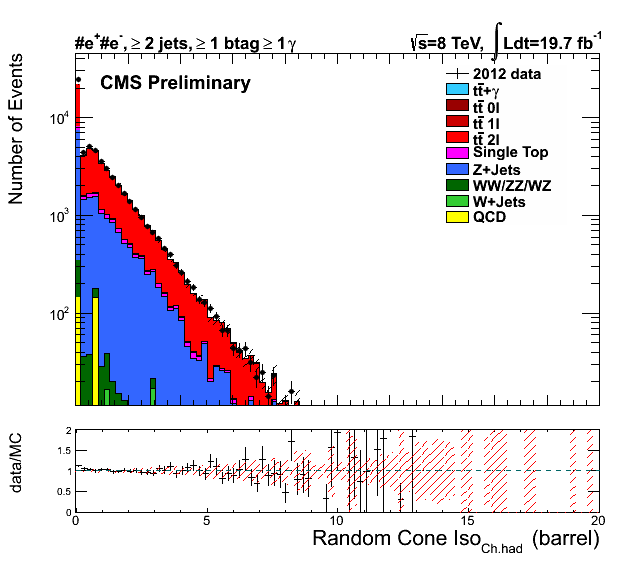 #e⁺#e⁻, ≥ 2 jets, ≥ 1 btag ≥ 1 γ
√s=8 TeV, ∫Ldt=19.7 fb⁻¹
CMS Preliminary
2012 data
tt̄+γ
tt̄ 0l
tt̄ 1l
tt̄ 2l
Single Top
Z+Jets
WW/ZZ/WZ
W+Jets
QCD
Number of Events
10⁴
10³
10²
data/MC
2
1.5
1
0.5
0
0 5 10 15 20
Random Cone Iso_Ch.had (barrel)